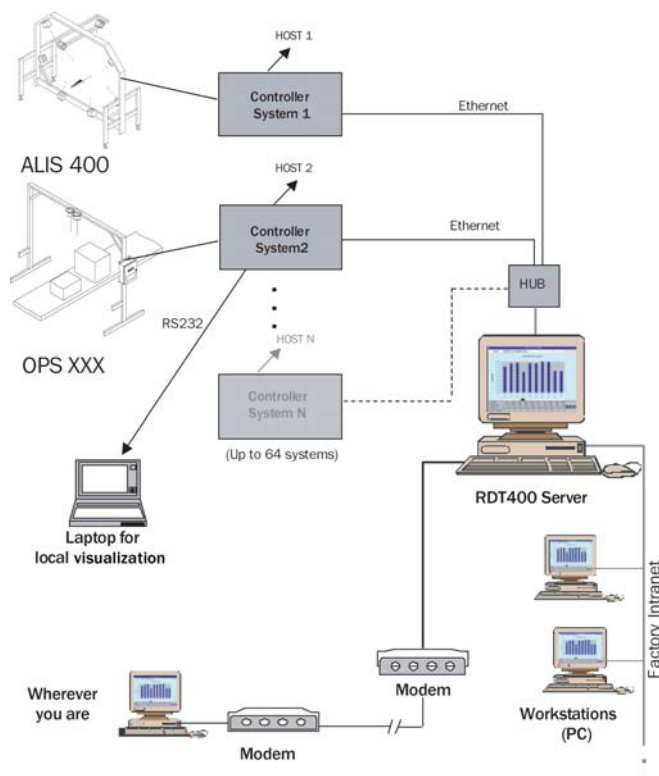 HOST 1
Controller
System 1
Ethernet
ALIS 400
HOST 2
Controller
System2
Ethernet
HUB
RS232
HOST N
OPS XXX
Controller
System N
(Up to 64 systems)
RDT400 Server
Laptop for
local visualization
Factory Intranet
Modem
Wherever
you are
Workstations
(PC)
Modem